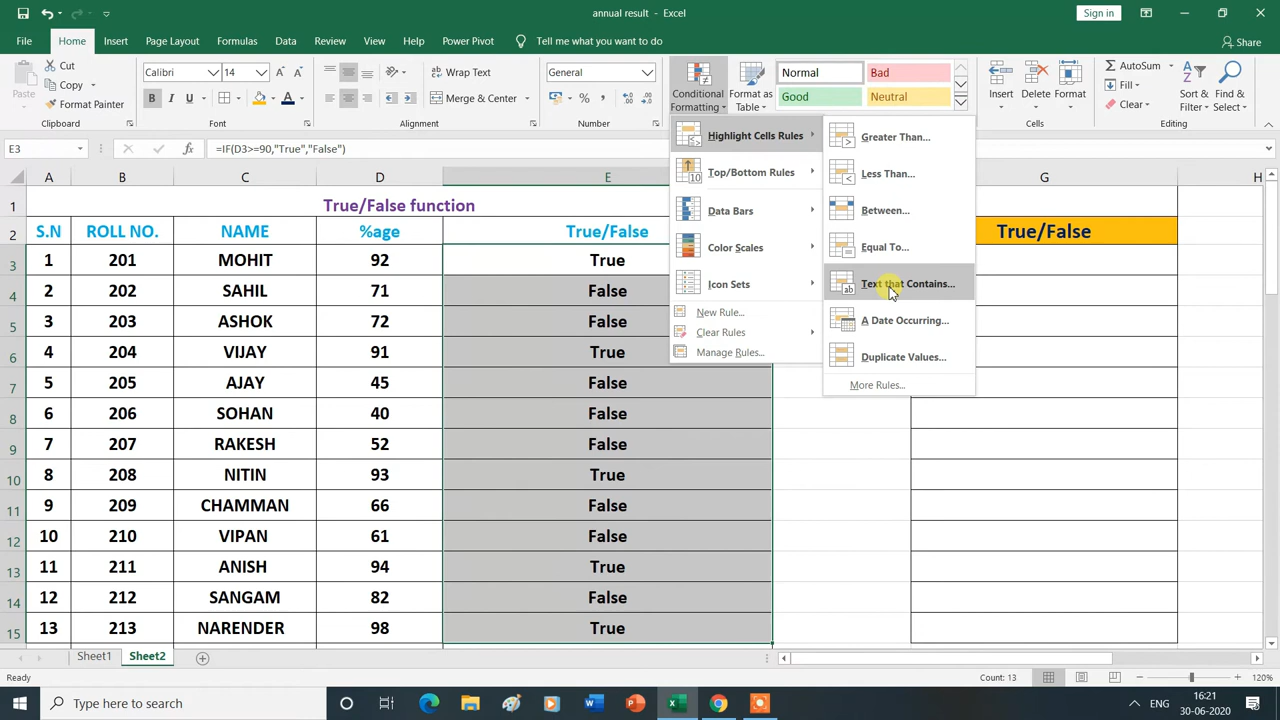 annual result - Excel
Sign in
File Home Insert Page Layout Formulas Data Review View Help Power Pivot Tell me what you want to do Share
Paste
Cut
Copy
Format Painter
Clipboard
Calibri 14
B I U
Font
Wrap Text
Merge & Center
Alignment
General
Number
Conditional Formatting
Format as Table
Normal Bad
Good Neutral
Insert Delete Format
Cells
AutoSum
Fill
Clear
Sort & Filter
Find & Select
Editing
E3 =IF(D3>=90,"True","False")
Highlight Cells Rules
Top/Bottom Rules
Data Bars
Color Scales
Icon Sets
New Rule...
Clear Rules
Manage Rules...
Greater Than...
Less Than...
Between...
Equal To...
Text that Contains...
A Date Occurring...
Duplicate Values...
More Rules...
A B C D E G H
1 True/False function
2 S.N ROLL NO. NAME %age True/False True/False
3 1 201 MOHIT 92 True
4 2 202 SAHIL 71 False
5 3 203 ASHOK 72 False
6 4 204 VIJAY 91 True
7 5 205 AJAY 45 False
8 6 206 SOHAN 40 False
9 7 207 RAKESH 52 False
10 8 208 NITIN 93 True
11 9 209 CHAMMAN 66 False
12 10 210 VIPAN 61 False
13 11 211 ANISH 94 True
14 12 212 SANGAM 82 False
15 13 213 NARENDER 98 True
Sheet1 Sheet2
Ready Count: 13 120%
Type here to search
ENG
16:21
30-06-2020